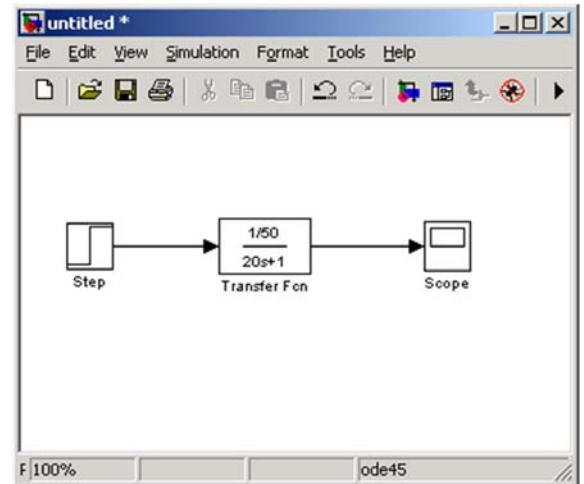 untitled *
File Edit View Simulation Format Tools Help
1/50
20s+1
Step
Transfer Fcn
Scope
F 100%
ode45